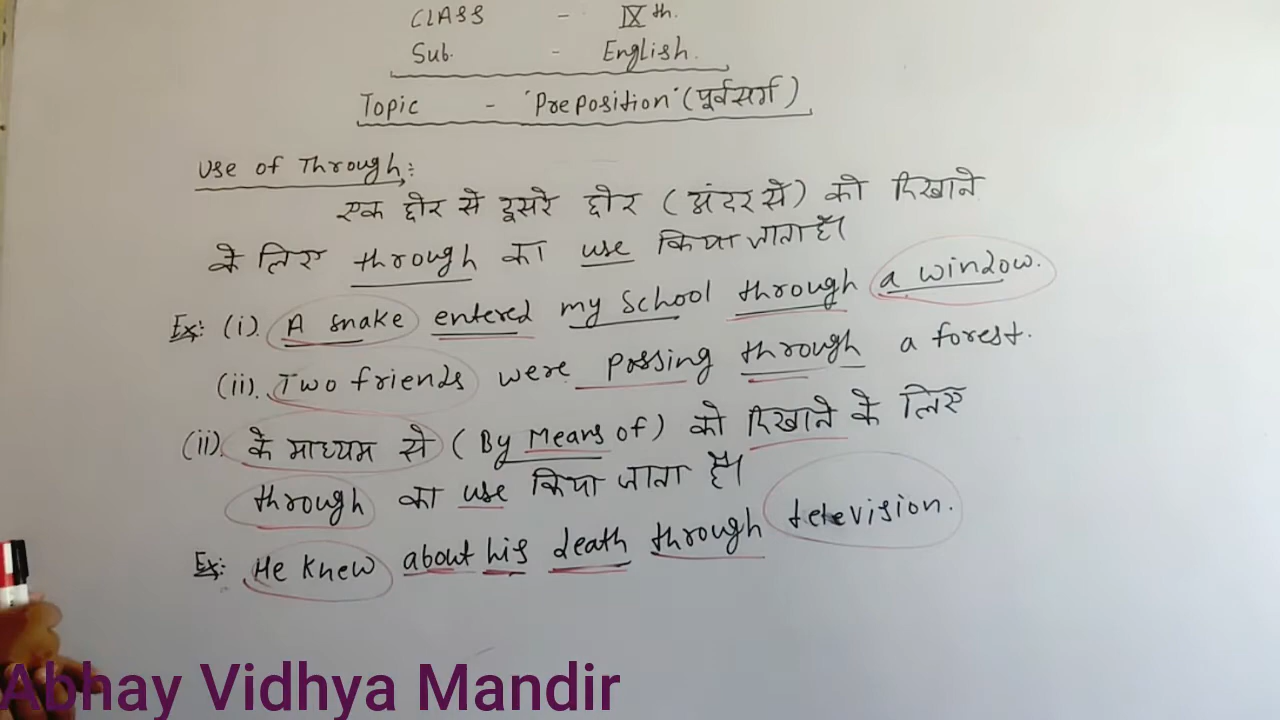 CLASS - IXth.
Sub. - English.
Topic - 'Preposition' (पूर्वसर्ग)
Use of Through:
एक छोर से दूसरे छोर (अंदर से) को दिखाने
के लिए through का use किया जाता है।
Ex: (i). A snake entered my School through a window.
(ii). Two friends were passing through a forest.
(ii). के माध्यम से (By Means of) को दिखाने के लिए
through का use किया जाता है।
Ex: He knew about his death through television.
Abhay Vidhya Mandir